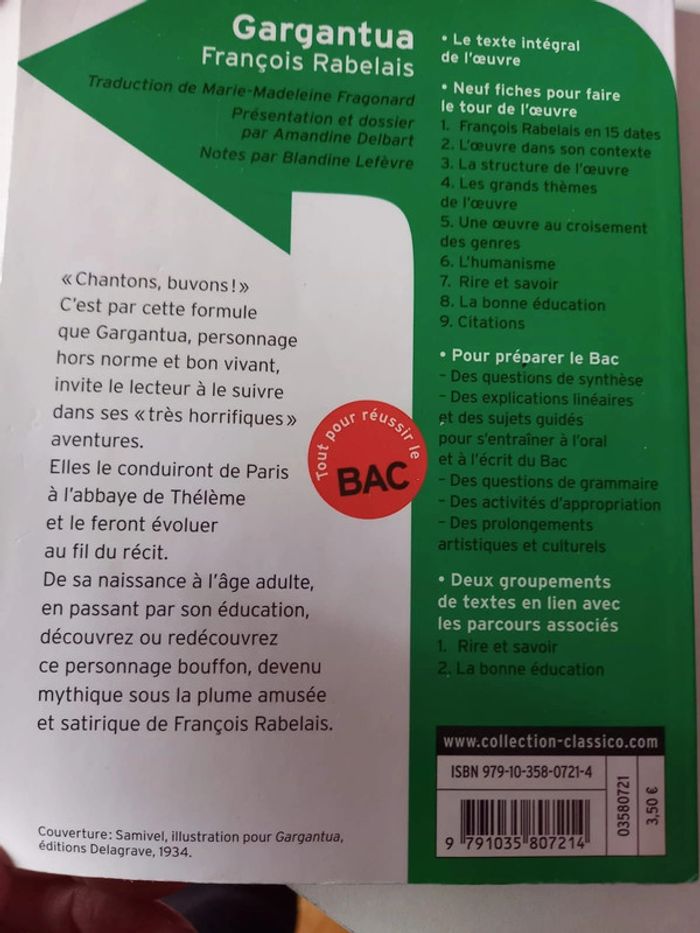 Gargantua
François Rabelais
Traduction de Marie-Madeleine Fragonard
Présentation et dossier
par Amandine Delbart
Notes par Blandine Lefèvre
« Chantons, buvons ! »
C'est par cette formule
que Gargantua, personnage
hors norme et bon vivant,
invite le lecteur à le suivre
dans ses « très horrifiques »
aventures.
Elles le conduiront de Paris
à l'abbaye de Thélème
et le feront évoluer
au fil du récit.
De sa naissance à l'âge adulte,
en passant par son éducation,
découvrez ou redécouvrez
ce personnage bouffon, devenu
mythique sous la plume amusée
et satirique de François Rabelais.
Couverture : Samivel, illustration pour Gargantua,
éditions Delagrave, 1934.
Tout pour réussir le
BAC
• Le texte intégral
de l'œuvre
• Neuf fiches pour faire
le tour de l'œuvre
1. François Rabelais en 15 dates
2. L'œuvre dans son contexte
3. La structure de l'œuvre
4. Les grands thèmes
de l'œuvre
5. Une œuvre au croisement
des genres
6. L'humanisme
7. Rire et savoir
8. La bonne éducation
9. Citations
• Pour préparer le Bac
– Des questions de synthèse
– Des explications linéaires
et des sujets guidés
pour s'entraîner à l'oral
et à l'écrit du Bac
– Des questions de grammaire
– Des activités d'appropriation
– Des prolongements
artistiques et culturels
• Deux groupements
de textes en lien avec
les parcours associés
1. Rire et savoir
2. La bonne éducation
www.collection-classico.com
ISBN 979-10-358-0721-4
9 791035 807214
03580721
3,50 €